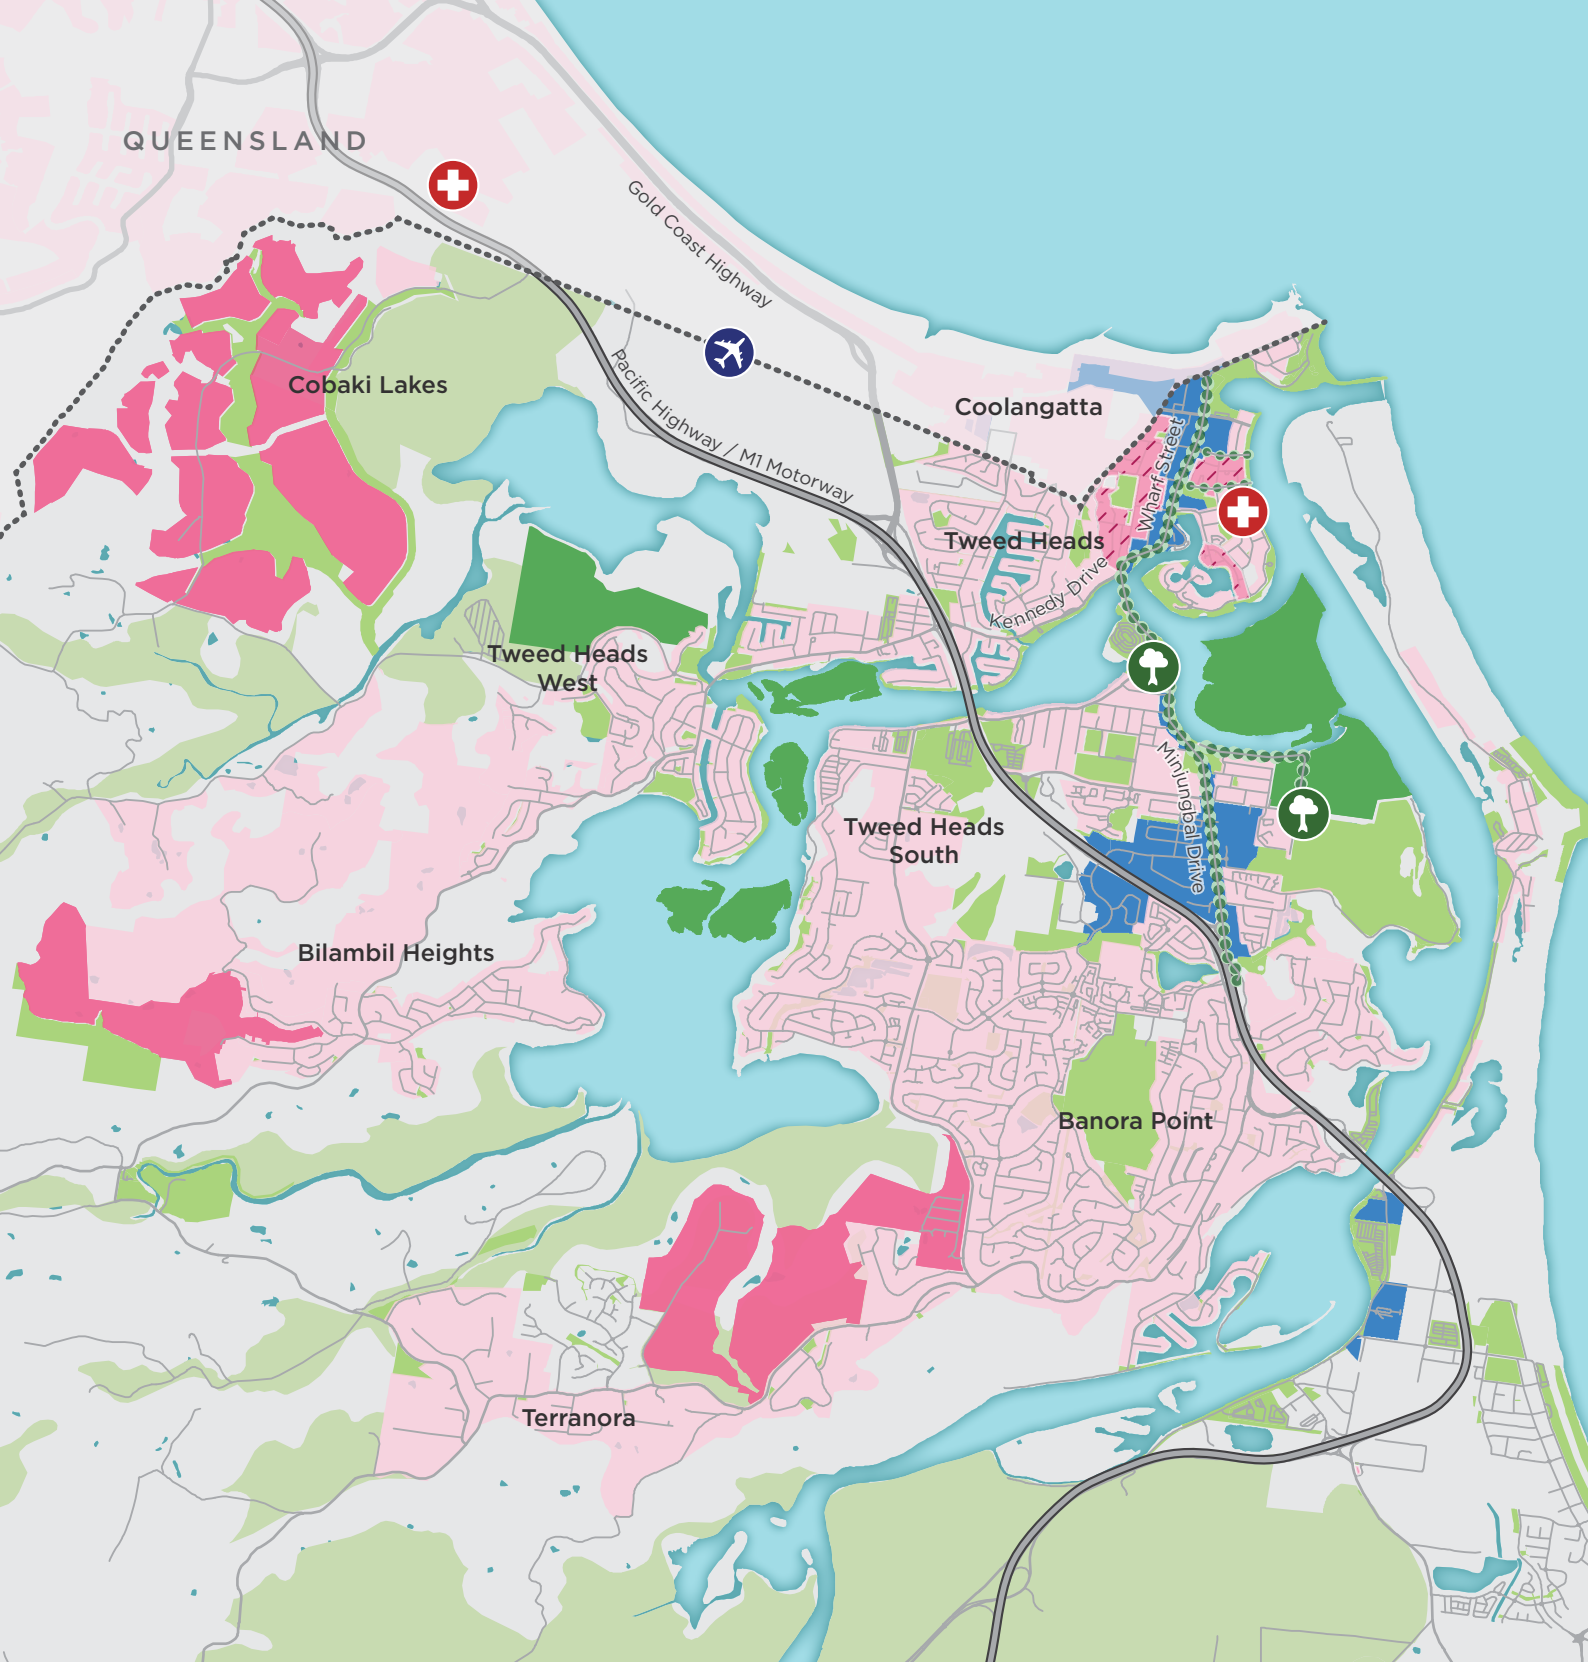 QUEENSLAND
Gold Coast Highway
Pacific Highway / M1 Motorway
Cobaki Lakes
Coolangatta
Wharf Street
Tweed Heads
Kennedy Drive
Tweed Heads
West
Minjungbal Drive
Tweed Heads
South
Bilambil Heights
Banora Point
Terranora